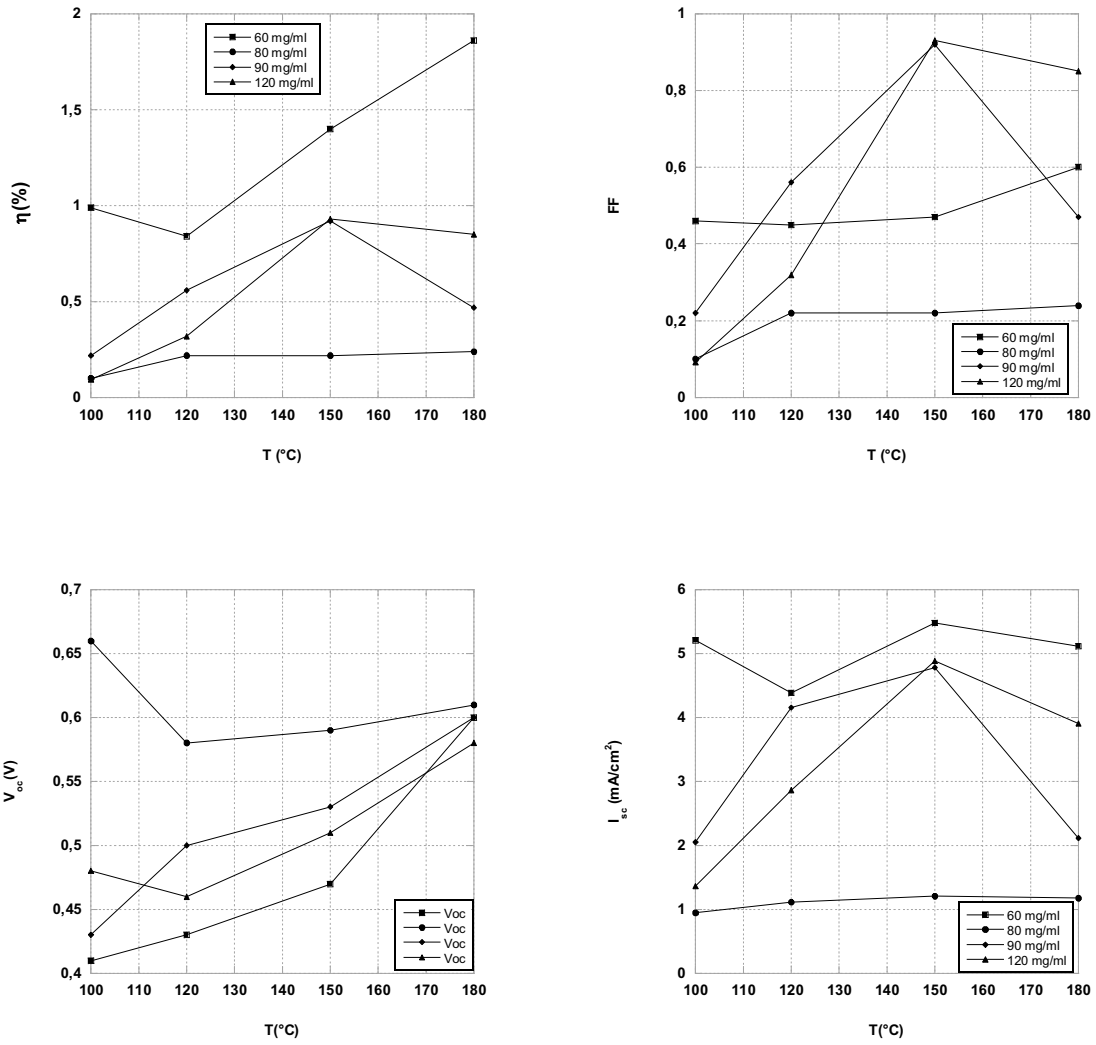 2
1,5
1
0,5
0
η(%)
60 mg/ml
80 mg/ml
90 mg/ml
120 mg/ml
100 110 120 130 140 150 160 170 180
T (°C)
1
0,8
0,6
0,4
0,2
0
FF
60 mg/ml
80 mg/ml
90 mg/ml
120 mg/ml
100 110 120 130 140 150 160 170 180
T (°C)
0,7
0,65
0,6
0,55
0,5
0,45
0,4
V oc (V)
Voc
Voc
Voc
Voc
100 110 120 130 140 150 160 170 180
T(°C)
6
5
4
3
2
1
0
I sc (mA/cm²)
60 mg/ml
80 mg/ml
90 mg/ml
120 mg/ml
100 110 120 130 140 150 160 170 180
T(°C)